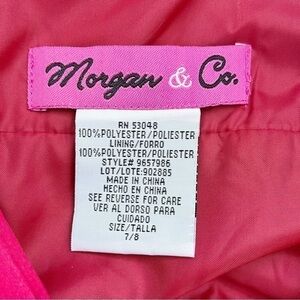 Morgan & Co.
RN 53048
100%POLYESTER/POLIESTER
LINING/FORRO
100%POLYESTER/POLIESTER
STYLE# 9657986
LOT/LOTE:902885
MADE IN CHINA
HECHO EN CHINA
SEE REVERSE FOR CARE
VER AL DORSO PARA
CUIDADO
SIZE/TALLA
7/8